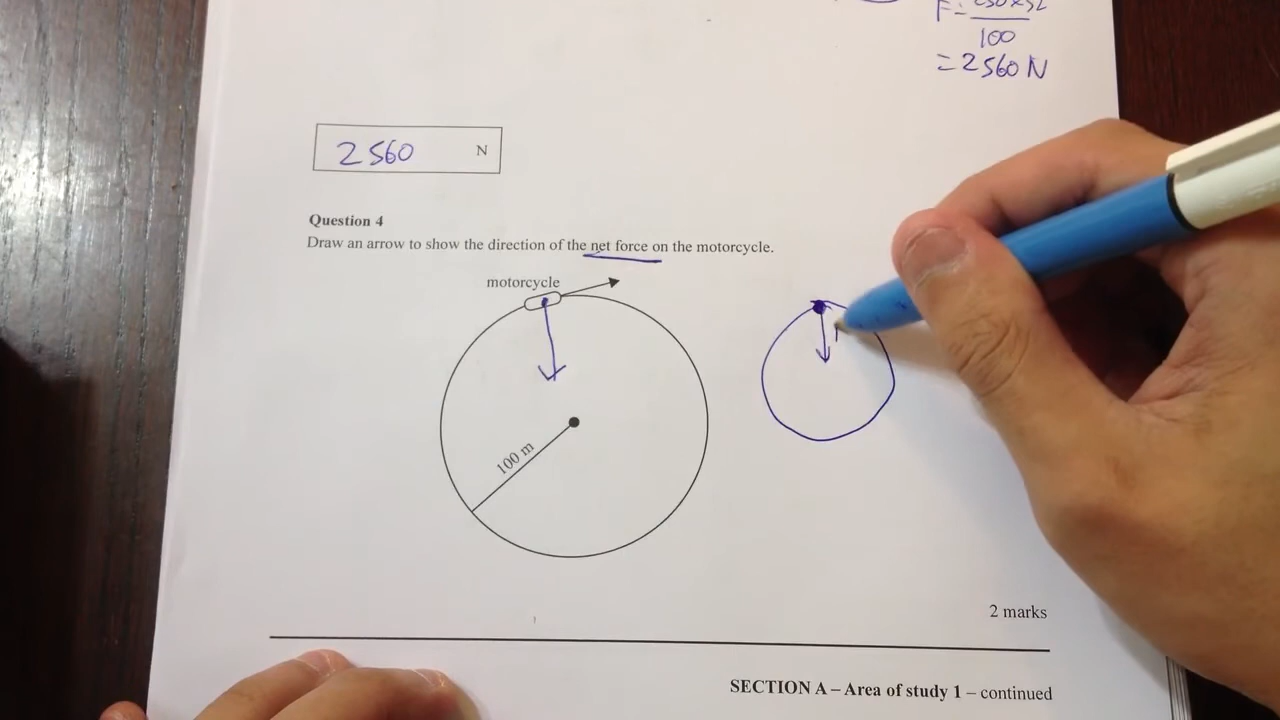 F =
100
= 2560 N
2560 N
Question 4
Draw an arrow to show the direction of the net force on the motorcycle.
motorcycle
100 m
2 marks
SECTION A – Area of study 1 – continued